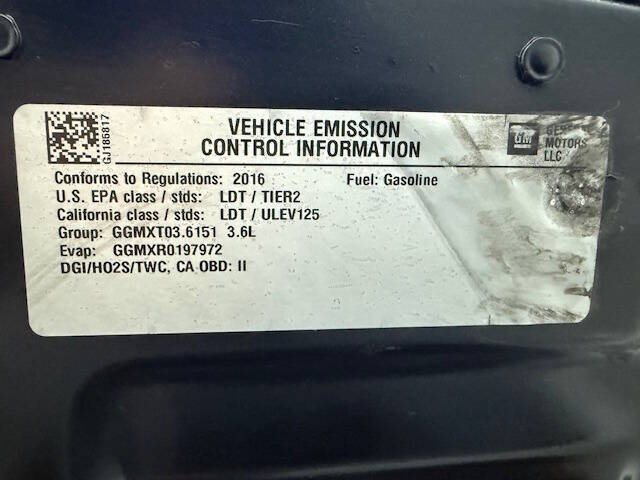 GJ186817
VEHICLE EMISSION
CONTROL INFORMATION
GM
MOTORS
LLC
Conforms to Regulations: 2016 Fuel: Gasoline
U.S. EPA class / stds: LDT / TIER2
California class / stds: LDT / ULEV125
Group: GGMXT03.6151 3.6L
Evap: GGMXR0197972
DGI/HO2S/TWC, CA OBD: II